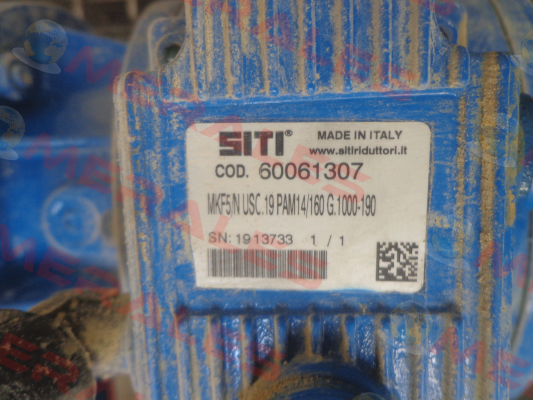 SITI® MADE IN ITALY
www.sitiriduttori.it
COD. 60061307
MKF5/N USC.19 PAM14/160 G.1000-190
SN: 1913733 1 / 1